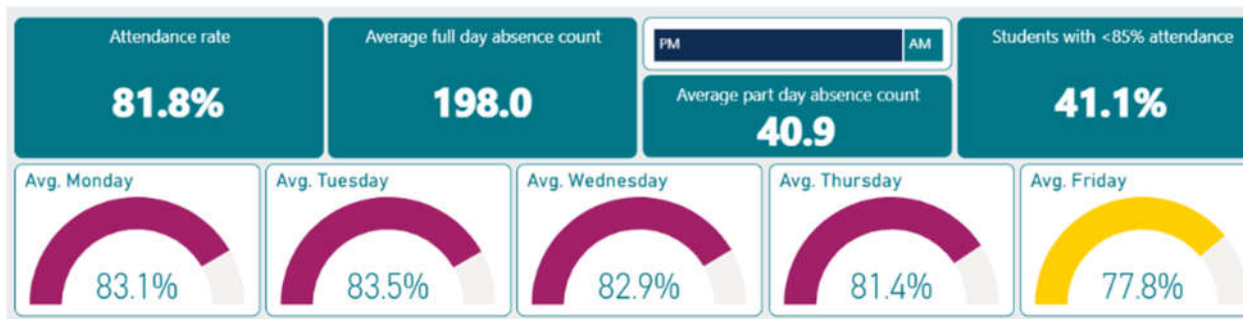 Attendance rate
81.8%
Average full day absence count
198.0
PM AM
Average part day absence count
40.9
Students with <85% attendance
41.1%
Avg. Monday
83.1%
Avg. Tuesday
83.5%
Avg. Wednesday
82.9%
Avg. Thursday
81.4%
Avg. Friday
77.8%